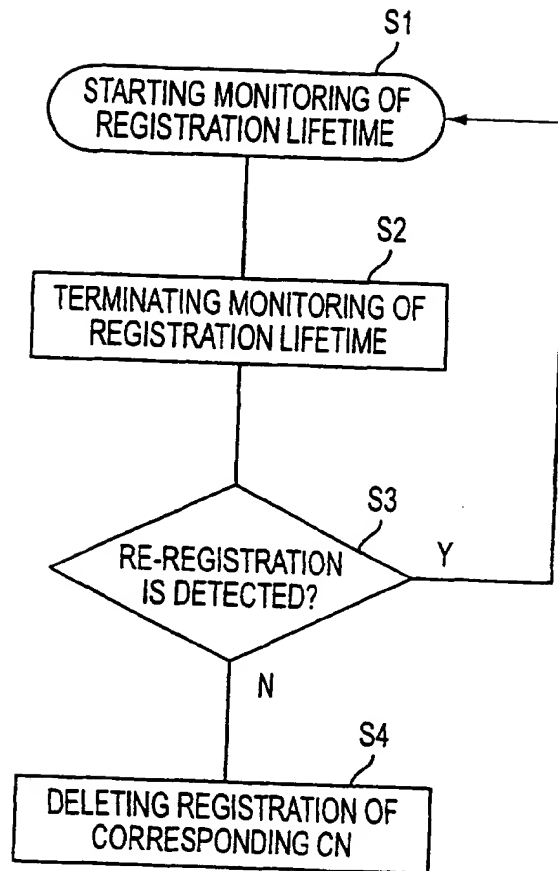 S1
STARTING MONITORING OF
REGISTRATION LIFETIME
S2
TERMINATING MONITORING OF
REGISTRATION LIFETIME
S3
RE-REGISTRATION
IS DETECTED?
Y
N
S4
DELETING REGISTRATION OF
CORRESPONDING CN